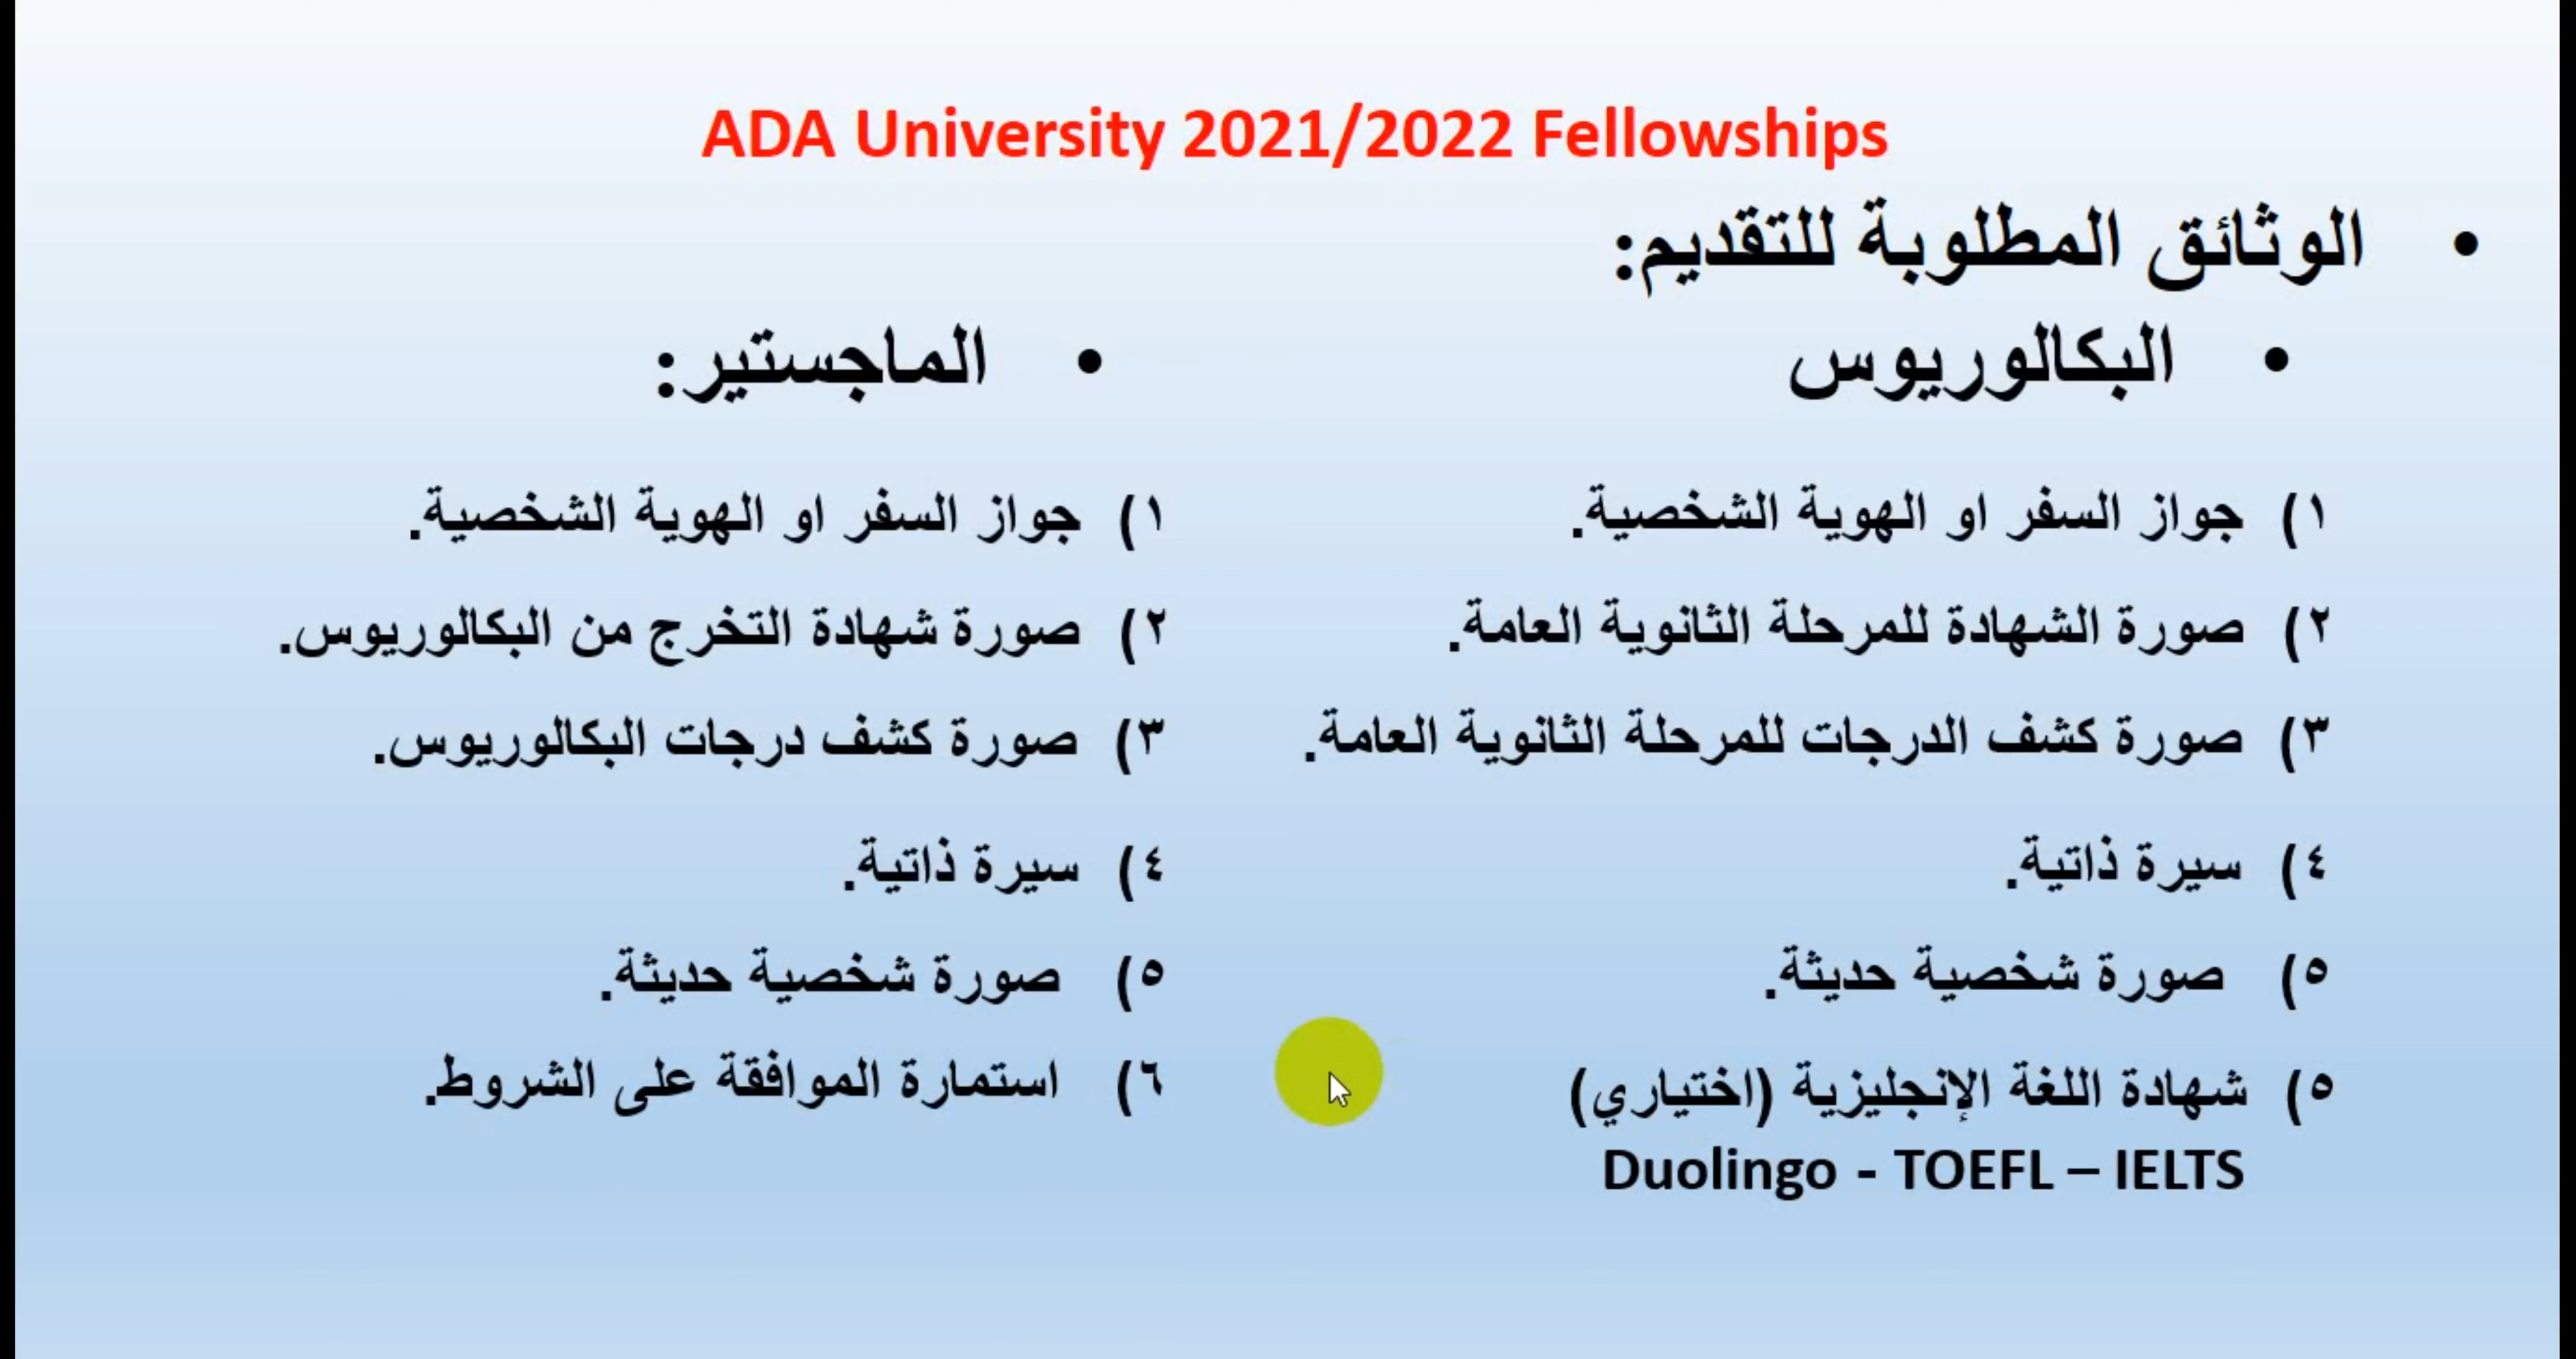 ADA University 2021/2022 Fellowships
• الوثائق المطلوبة للتقديم:
• البكالوريوس
١) جواز السفر او الهوية الشخصية.
٢) صورة الشهادة للمرحلة الثانوية العامة.
٣) صورة كشف الدرجات للمرحلة الثانوية العامة.
٤) سيرة ذاتية.
٥) صورة شخصية حديثة.
٥) شهادة اللغة الإنجليزية (اختياري)
Duolingo - TOEFL – IELTS
• الماجستير:
١) جواز السفر او الهوية الشخصية.
٢) صورة شهادة التخرج من البكالوريوس.
٣) صورة كشف درجات البكالوريوس.
٤) سيرة ذاتية.
٥) صورة شخصية حديثة.
٦) استمارة الموافقة على الشروط.